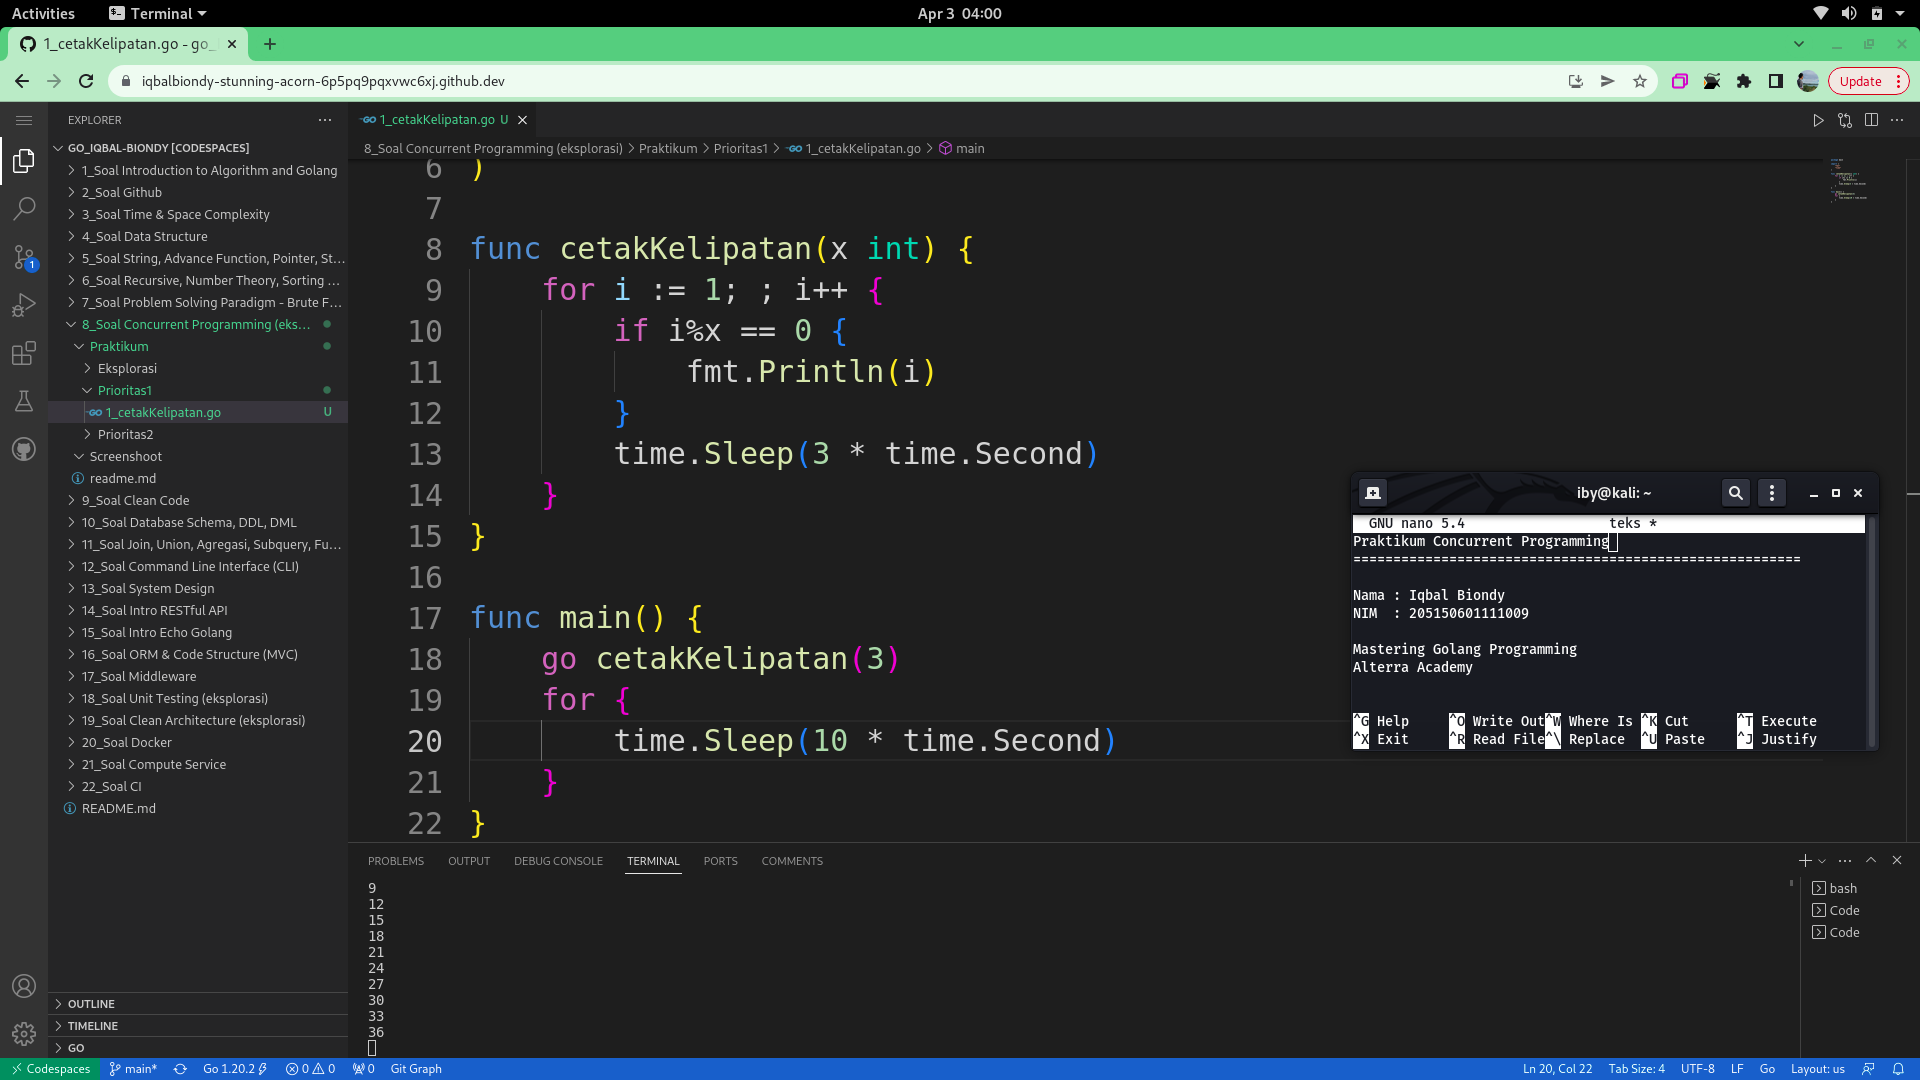 Activities
Terminal
Apr 3 04:00
1_cetakKelipatan.go - go_
iqbalbiondy-stunning-acorn-6p5pq9pqxvwc6xj.github.dev
Update
EXPLORER
GO_IQBAL-BIONDY [CODESPACES]
1_Soal Introduction to Algorithm and Golang
2_Soal Github
3_Soal Time & Space Complexity
4_Soal Data Structure
5_Soal String, Advance Function, Pointer, St...
6_Soal Recursive, Number Theory, Sorting ...
7_Soal Problem Solving Paradigm - Brute F...
8_Soal Concurrent Programming (eks...
Praktikum
Eksplorasi
Prioritas1
GO 1_cetakKelipatan.go U
Prioritas2
Screenshoot
readme.md
9_Soal Clean Code
10_Soal Database Schema, DDL, DML
11_Soal Join, Union, Agregasi, Subquery, Fu...
12_Soal Command Line Interface (CLI)
13_Soal System Design
14_Soal Intro RESTful API
15_Soal Intro Echo Golang
16_Soal ORM & Code Structure (MVC)
17_Soal Middleware
18_Soal Unit Testing (eksplorasi)
19_Soal Clean Architecture (eksplorasi)
20_Soal Docker
21_Soal Compute Service
22_Soal CI
README.md
OUTLINE
TIMELINE
GO
1
GO 1_cetakKelipatan.go U
8_Soal Concurrent Programming (eksplorasi) > Praktikum > Prioritas1 > GO 1_cetakKelipatan.go > main
6 )
7
8 func cetakKelipatan(x int) {
9 for i := 1; ; i++ {
10 if i%x == 0 {
11 fmt.Println(i)
12 }
13 time.Sleep(3 * time.Second)
14 }
15 }
16
17 func main() {
18 go cetakKelipatan(3)
19 for {
20 time.Sleep(10 * time.Second)
21 }
22 }
iby@kali: ~
GNU nano 5.4 teks *
Praktikum Concurrent Programming
========================================================
Nama : Iqbal Biondy
NIM : 205150601111009
Mastering Golang Programming
Alterra Academy
^G Help ^O Write Out ^W Where Is ^K Cut ^T Execute
^X Exit ^R Read File ^\ Replace ^U Paste ^J Justify
PROBLEMS OUTPUT DEBUG CONSOLE TERMINAL PORTS COMMENTS
9
12
15
18
21
24
27
30
33
36
bash
Code
Code
Codespaces main* Go 1.20.2 0 0 0 Git Graph
Ln 20, Col 22 Tab Size: 4 UTF-8 LF Go Layout: us